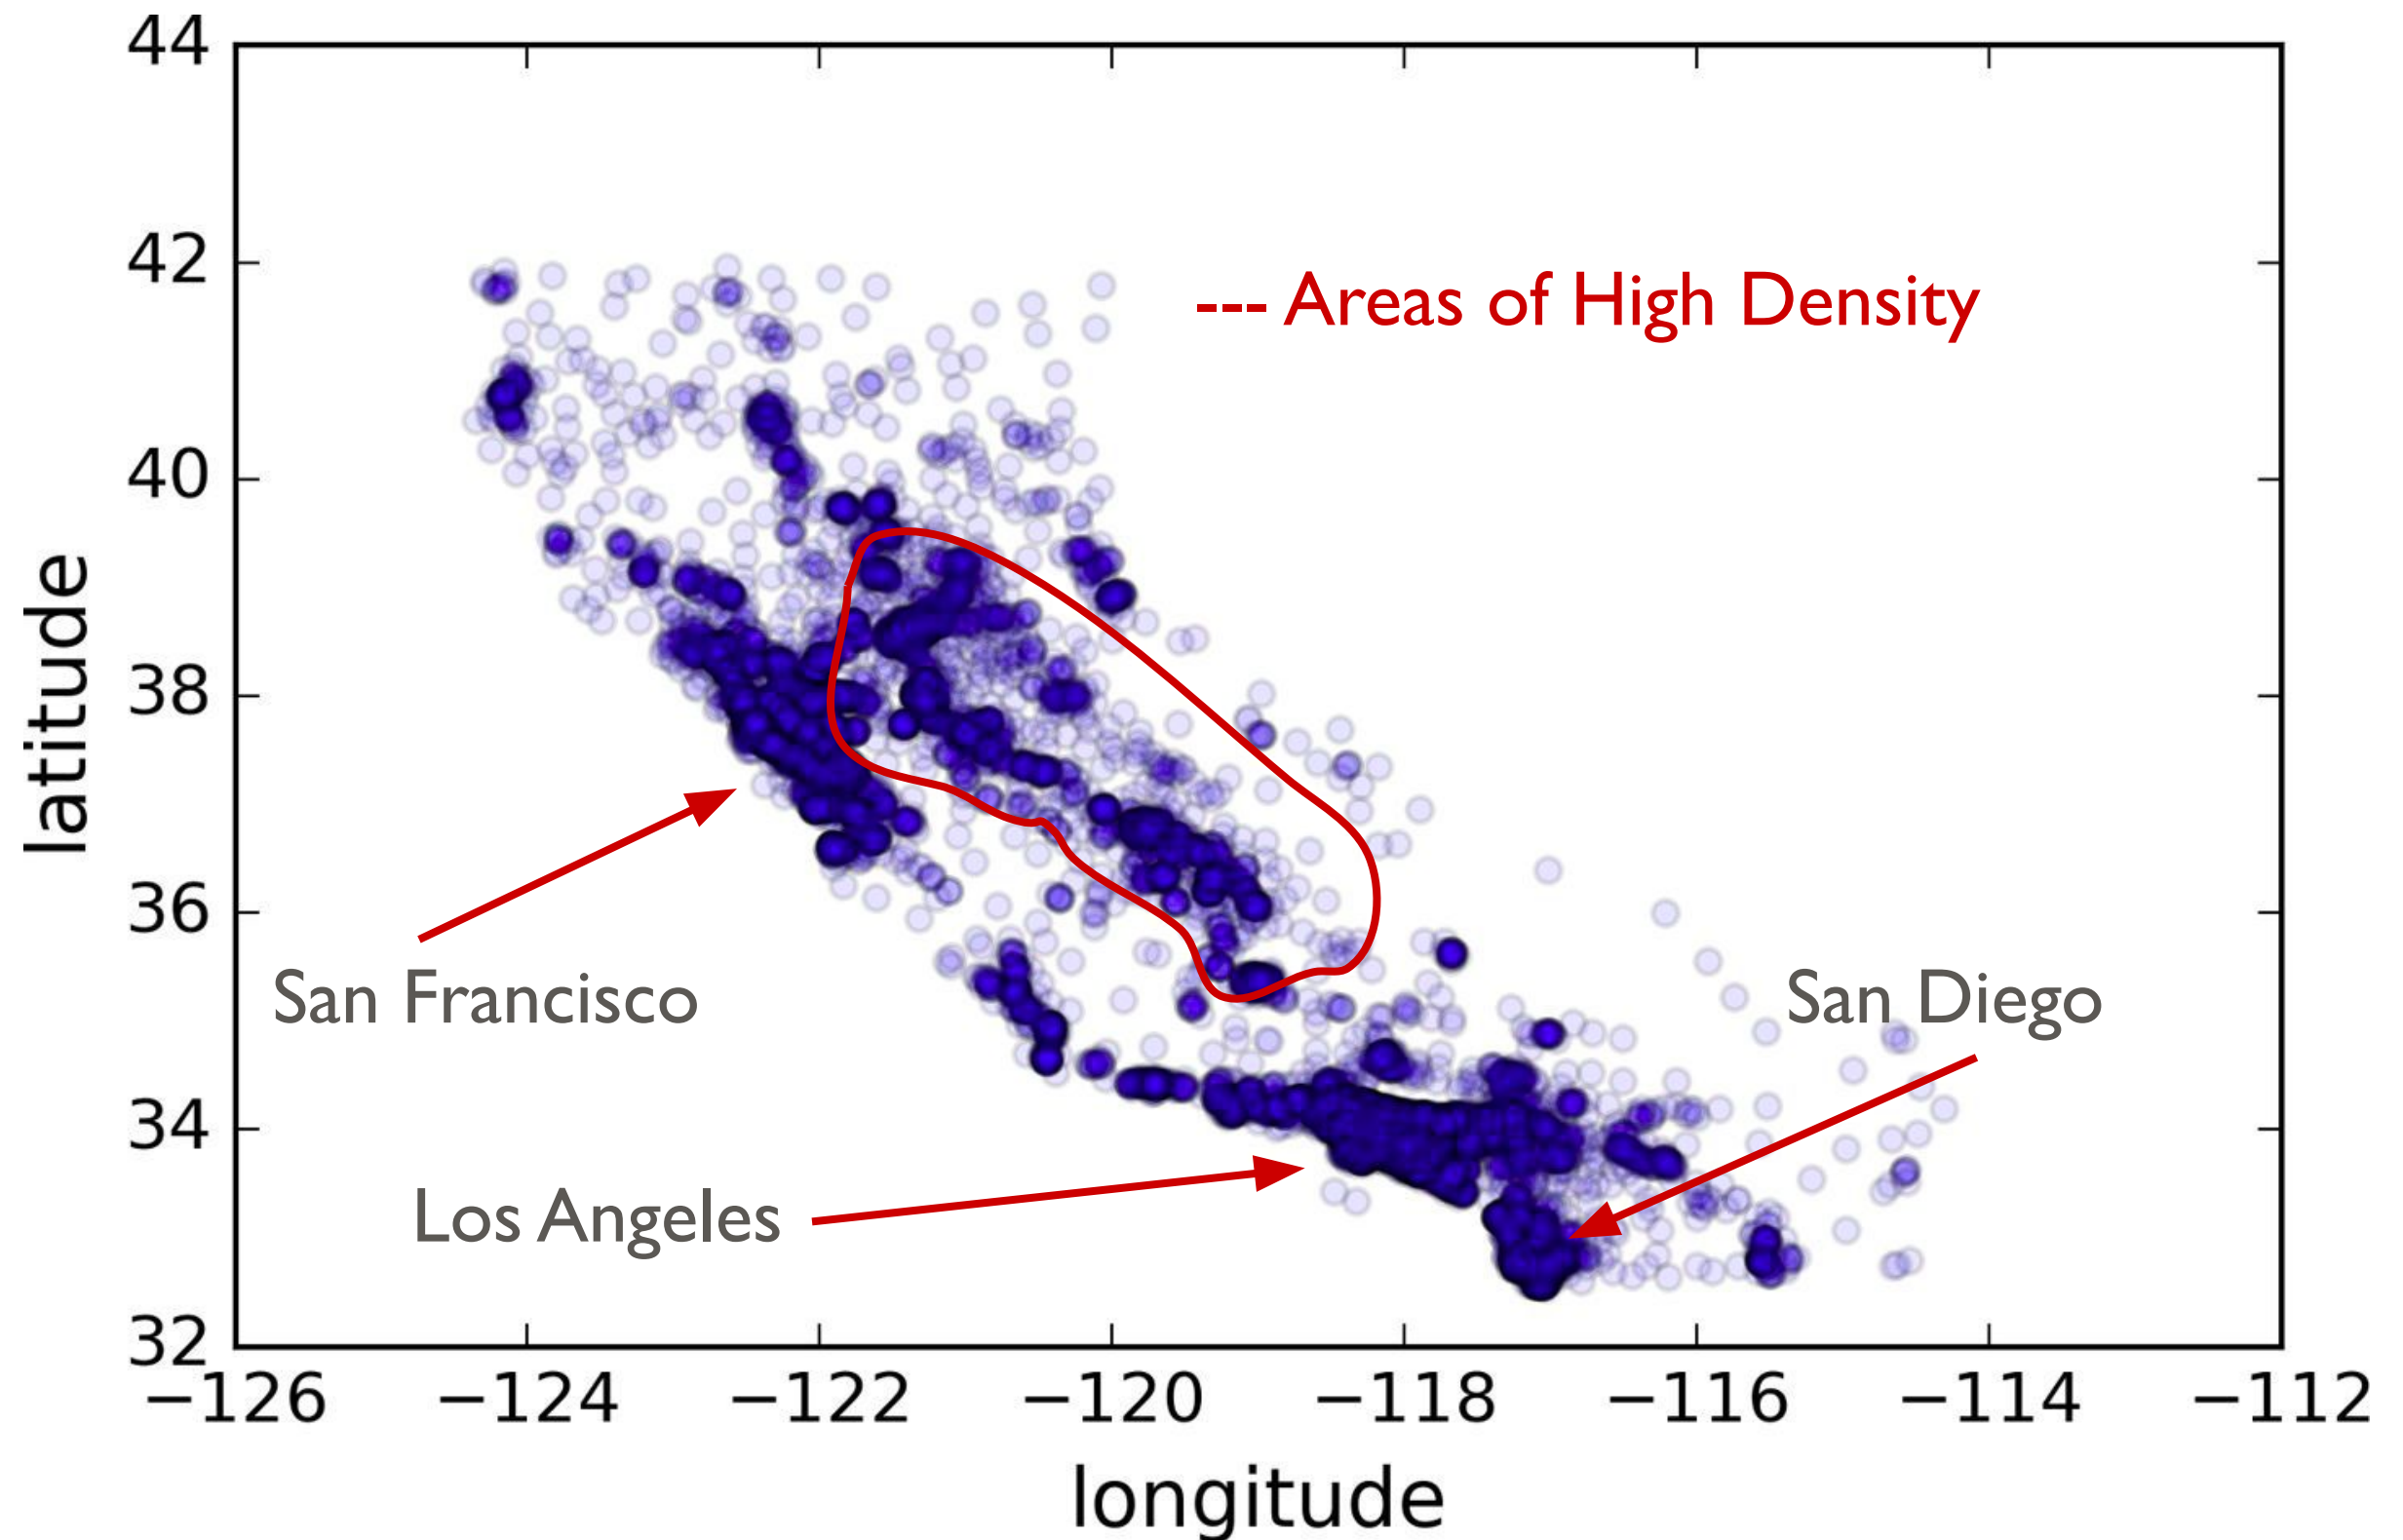 44
42
--- Areas of High Density
40
38
36
34
32
latitude
San Francisco
San Diego
Los Angeles
−126 −124 −122 −120 −118 −116 −114 −112
longitude